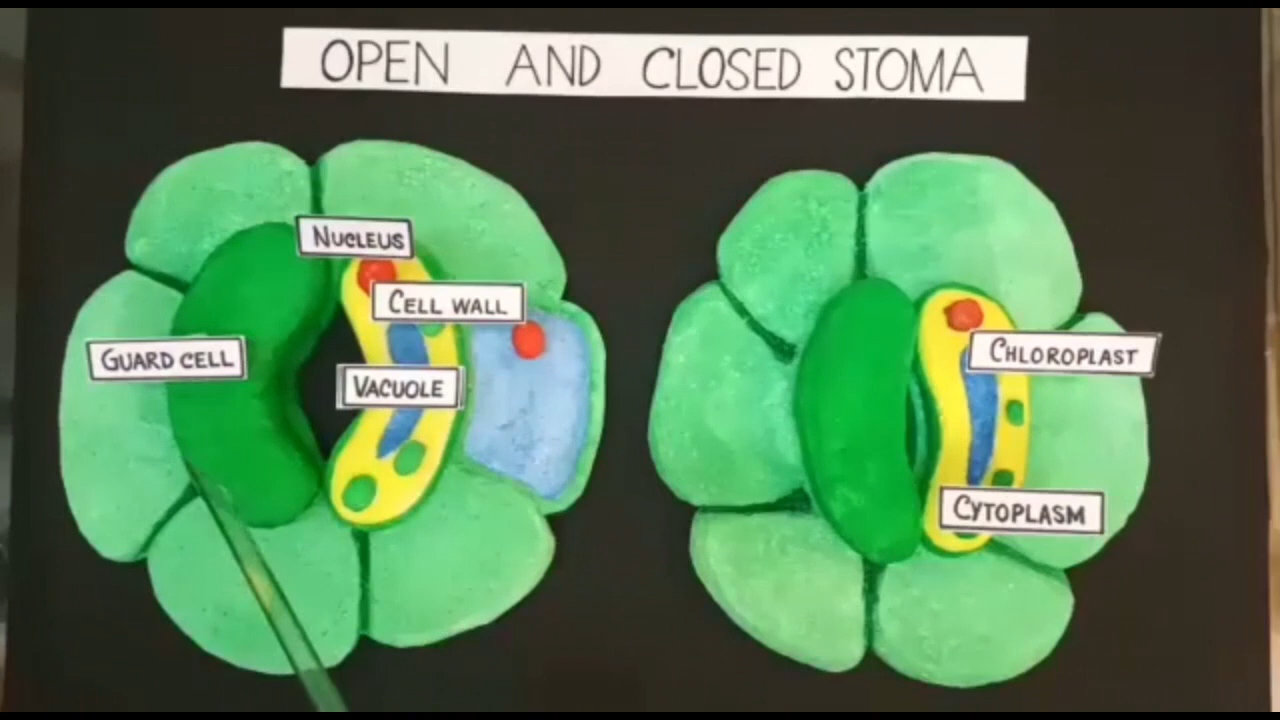 OPEN AND CLOSED STOMA
NUCLEUS
CELL WALL
GUARD CELL
VACUOLE
CHLOROPLAST
CYTOPLASM